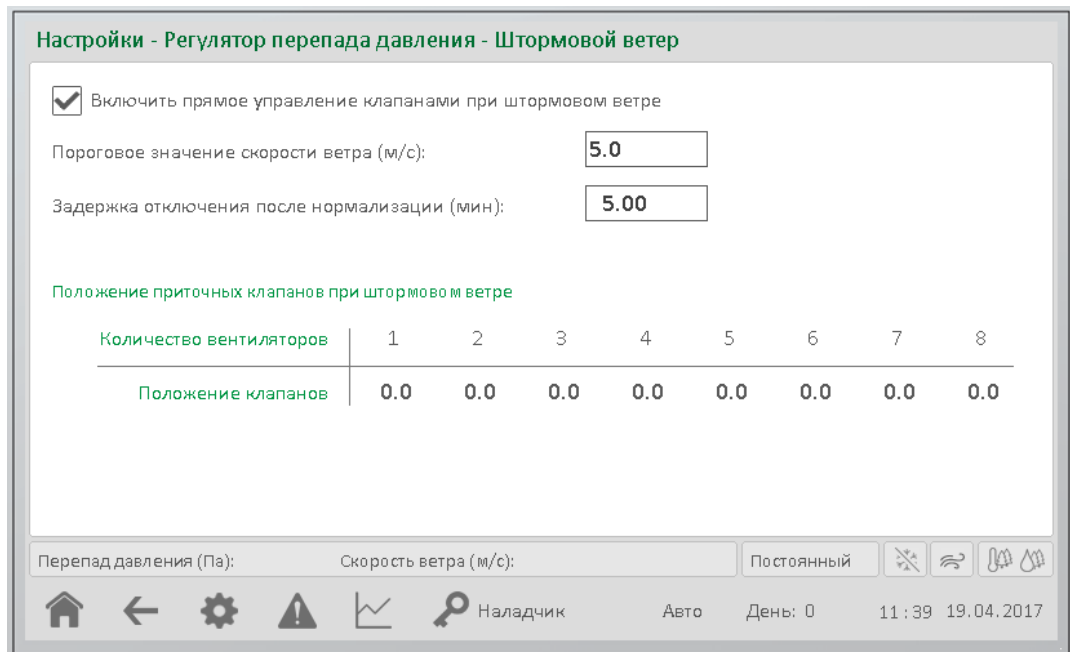 Настройки - Регулятор перепада давления - Штормовой ветер
Включить прямое управление клапанами при штормовом ветре
Пороговое значение скорости ветра (м/с): 5.0
Задержка отключения после нормализации (мин): 5.00
Положение приточных клапанов при штормовом ветре
Количество вентиляторов 1 2 3 4 5 6 7 8
Положение клапанов 0.0 0.0 0.0 0.0 0.0 0.0 0.0 0.0
Перепад давления (Па): Скорость ветра (м/с): Постоянный
Наладчик Авто День: 0 11:39 19.04.2017